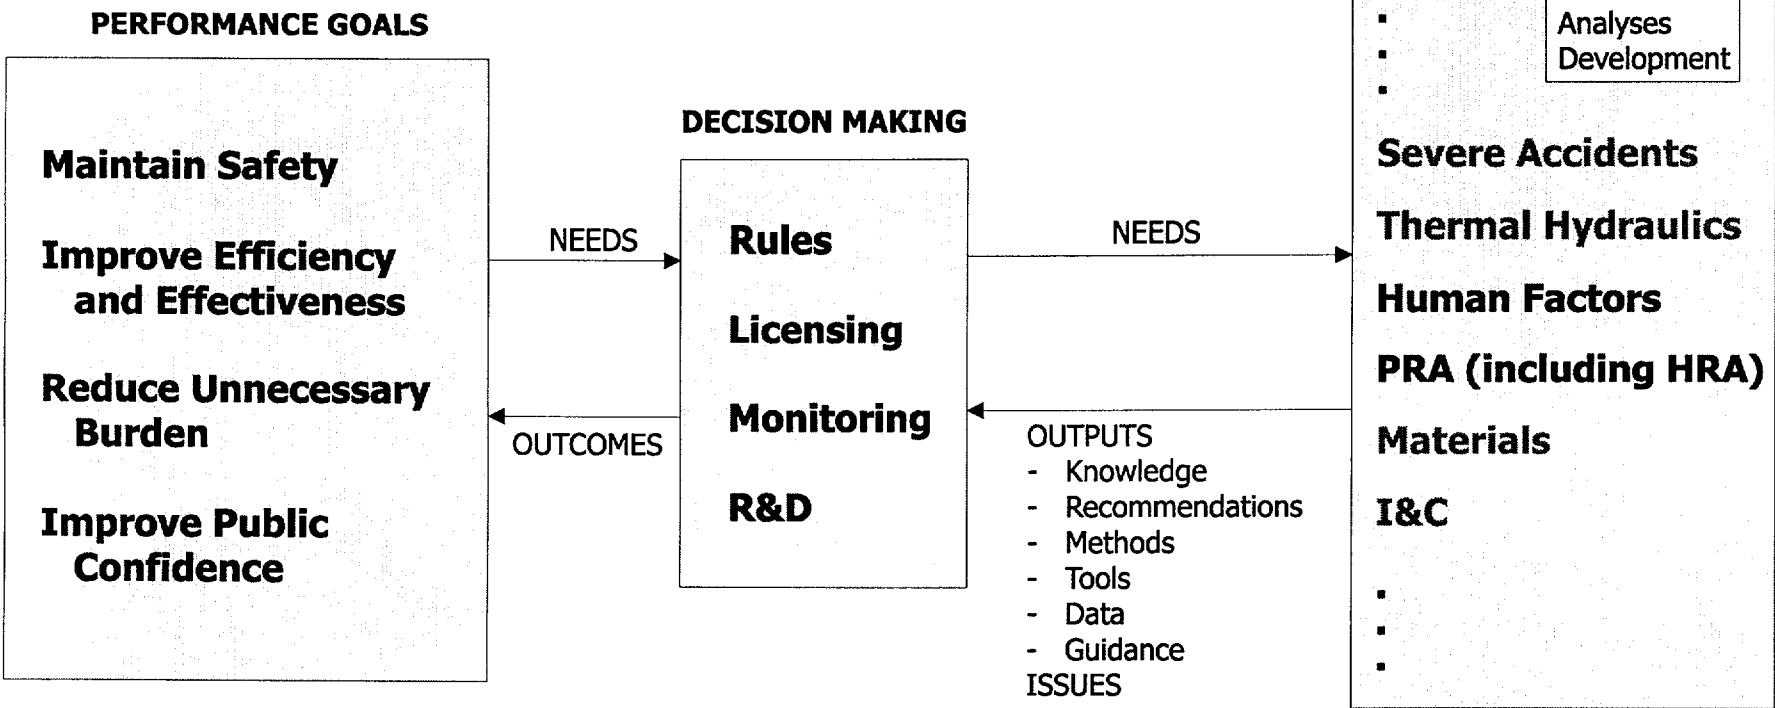 PERFORMANCE GOALS
Maintain Safety
Improve Efficiency
and Effectiveness
Reduce Unnecessary
Burden
Improve Public
Confidence
NEEDS
OUTCOMES
DECISION MAKING
Rules
Licensing
Monitoring
R&D
NEEDS
OUTPUTS
- Knowledge
- Recommendations
- Methods
- Tools
- Data
- Guidance
ISSUES
Analyses
Development
Severe Accidents
Thermal Hydraulics
Human Factors
PRA (including HRA)
Materials
I&C